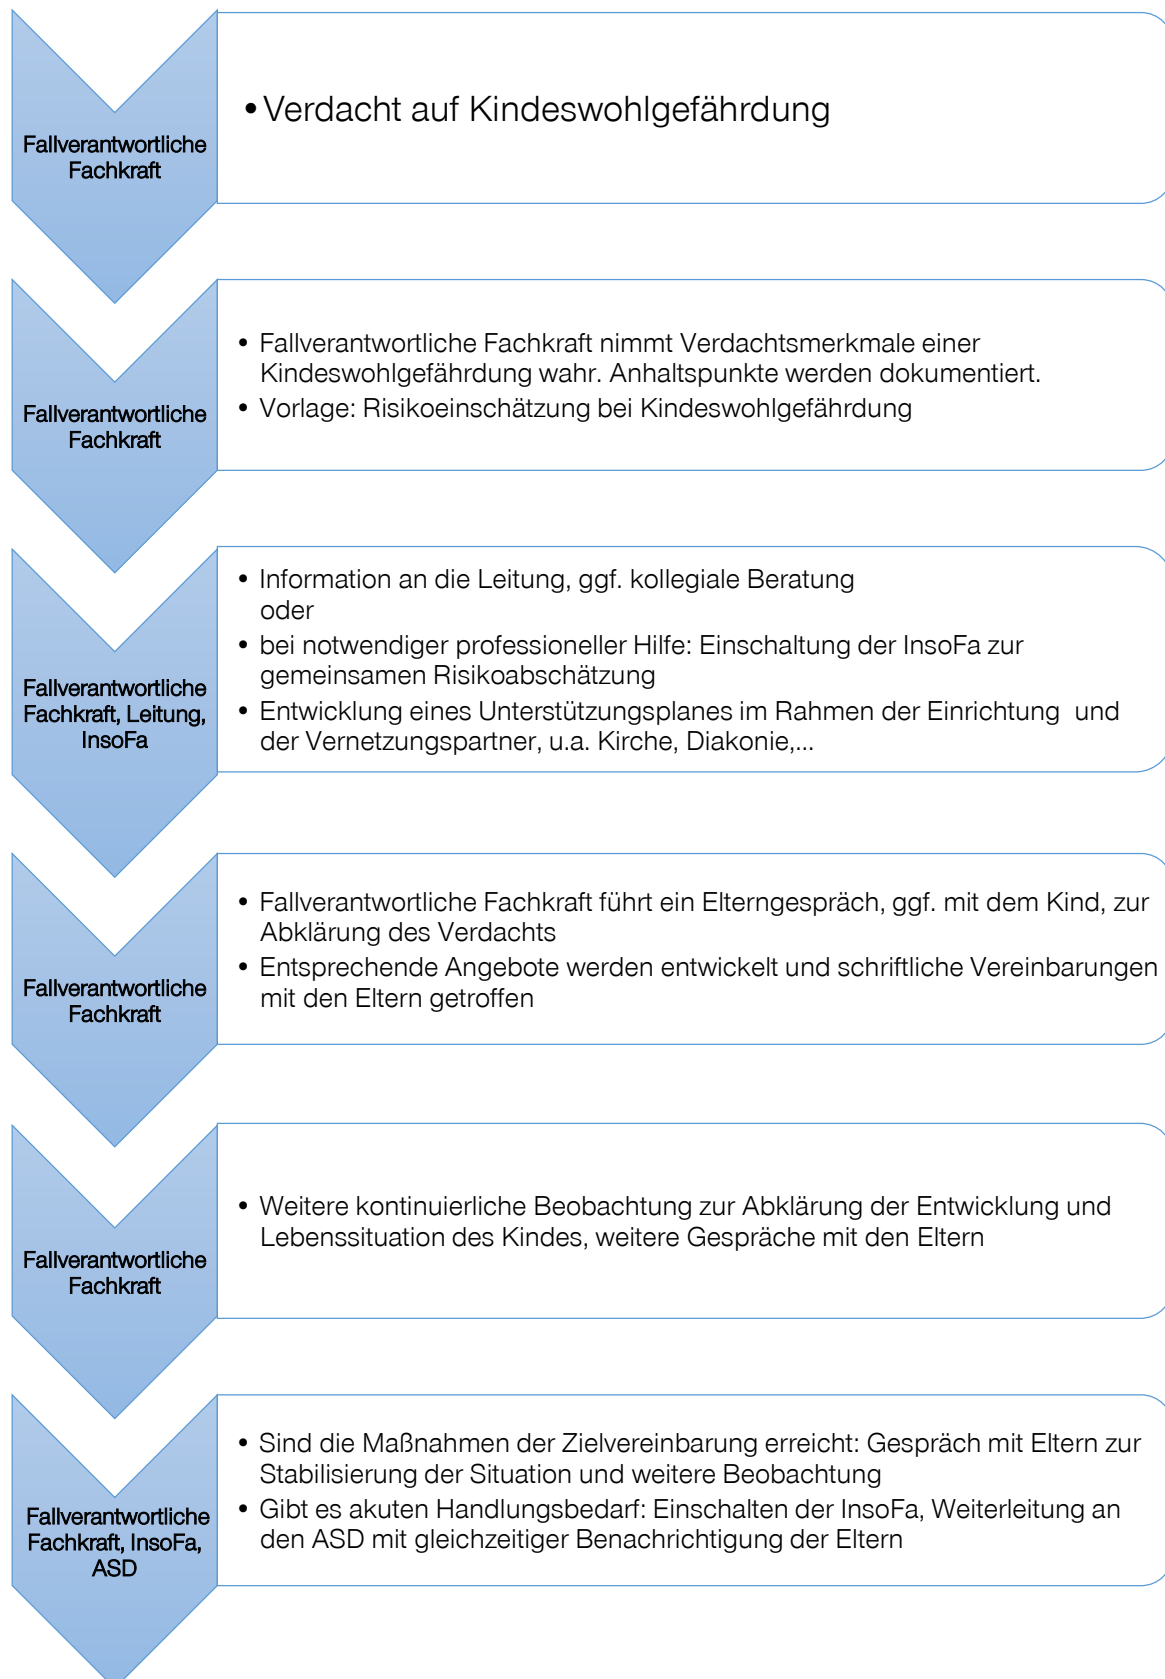 Fallverantwortliche
Fachkraft
• Verdacht auf Kindeswohlgefährdung
Fallverantwortliche
Fachkraft
• Fallverantwortliche Fachkraft nimmt Verdachtsmerkmale einer
Kindeswohlgefährdung wahr. Anhaltspunkte werden dokumentiert.
• Vorlage: Risikoeinschätzung bei Kindeswohlgefährdung
Fallverantwortliche
Fachkraft, Leitung,
InsoFa
• Information an die Leitung, ggf. kollegiale Beratung
oder
• bei notwendiger professioneller Hilfe: Einschaltung der InsoFa zur
gemeinsamen Risikoabschätzung
• Entwicklung eines Unterstützungsplanes im Rahmen der Einrichtung und
der Vernetzungspartner, u.a. Kirche, Diakonie,...
Fallverantwortliche
Fachkraft
• Fallverantwortliche Fachkraft führt ein Elterngespräch, ggf. mit dem Kind, zur
Abklärung des Verdachts
• Entsprechende Angebote werden entwickelt und schriftliche Vereinbarungen
mit den Eltern getroffen
Fallverantwortliche
Fachkraft
• Weitere kontinuierliche Beobachtung zur Abklärung der Entwicklung und
Lebenssituation des Kindes, weitere Gespräche mit den Eltern
Fallverantwortliche
Fachkraft, InsoFa,
ASD
• Sind die Maßnahmen der Zielvereinbarung erreicht: Gespräch mit Eltern zur
Stabilisierung der Situation und weitere Beobachtung
• Gibt es akuten Handlungsbedarf: Einschalten der InsoFa, Weiterleitung an
den ASD mit gleichzeitiger Benachrichtigung der Eltern